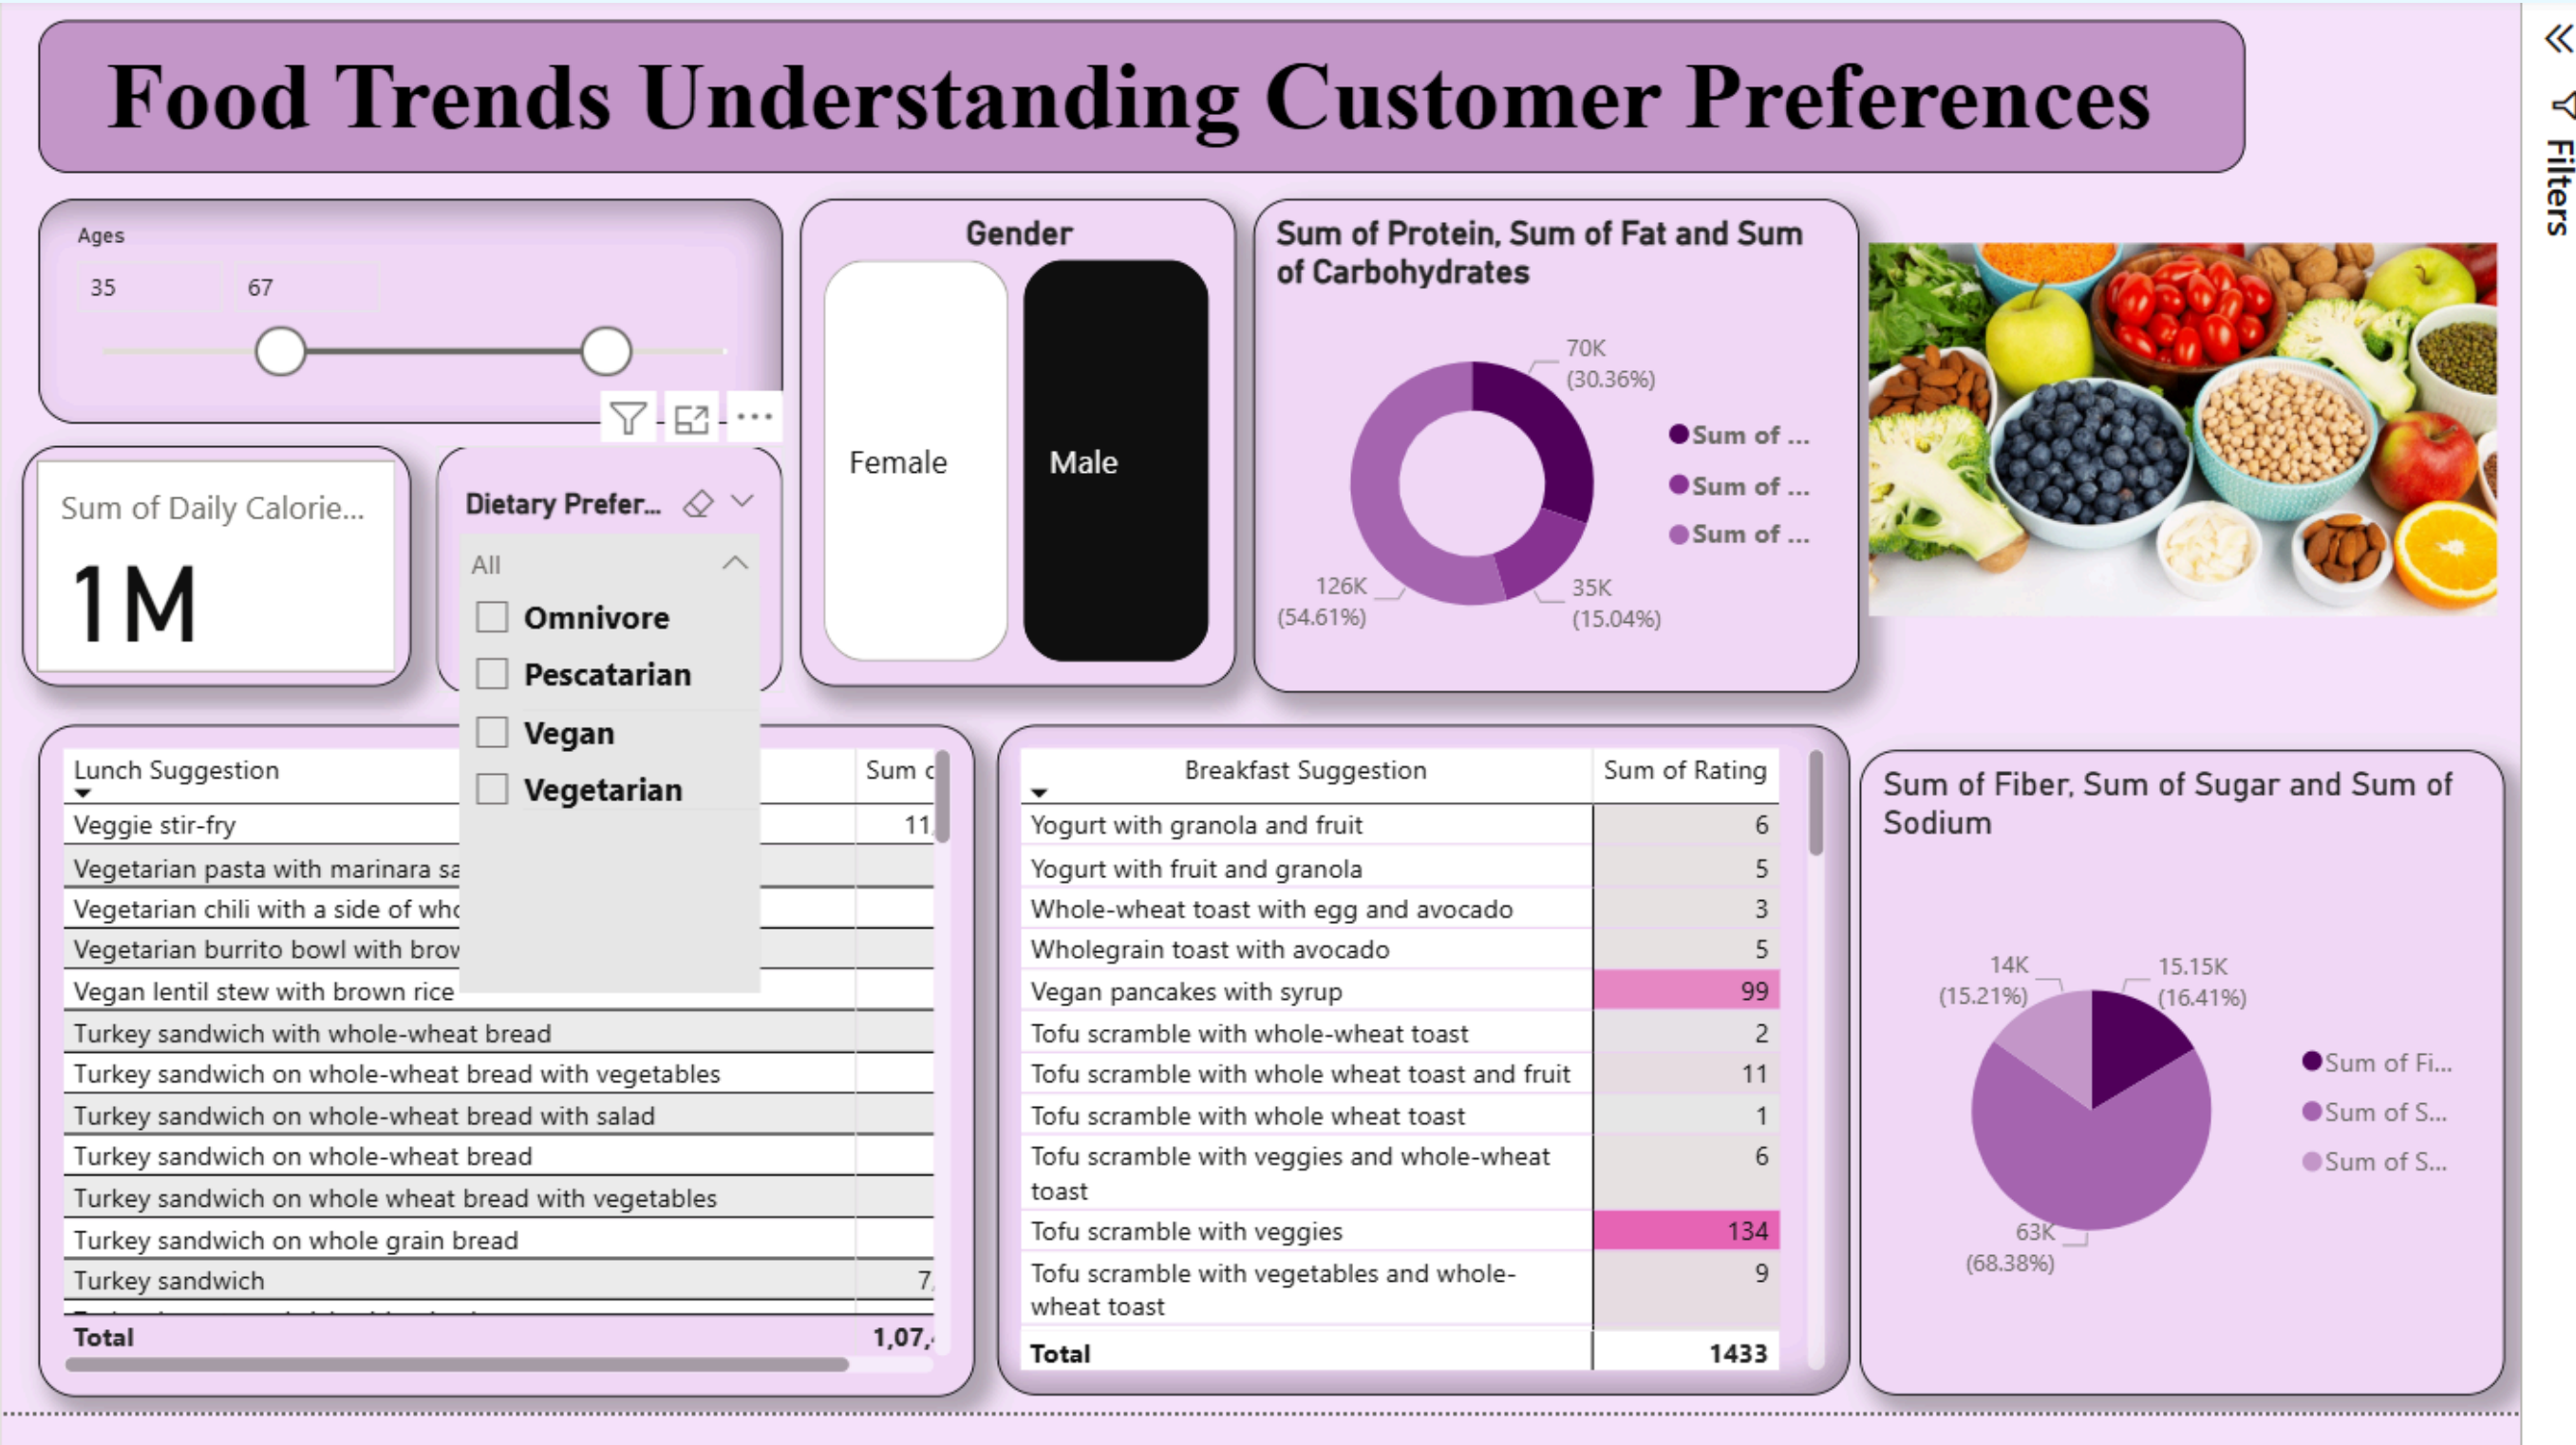 Food Trends Understanding Customer Preferences
Filters
Ages
35 67
Gender
Female
Male
Sum of Protein, Sum of Fat and Sum
of Carbohydrates
70K
(30.36%)
35K
(15.04%)
126K
(54.61%)
Sum of ...
Sum of ...
Sum of ...
Sum of Daily Calorie...
1M
Dietary Prefer...
All
Omnivore
Pescatarian
Vegan
Vegetarian
Lunch Suggestion Sum
Veggie stir-fry 11,
Vegetarian pasta with marinara
Vegetarian chili with a side of
Vegetarian burrito bowl with
Vegan lentil stew with brown rice
Turkey sandwich with whole-wheat bread
Turkey sandwich on whole-wheat bread with vegetables
Turkey sandwich on whole-wheat bread with salad
Turkey sandwich on whole-wheat bread
Turkey sandwich on whole wheat bread with vegetables
Turkey sandwich on whole grain bread
Turkey sandwich 7,
Total 1,07,
Breakfast Suggestion Sum of Rating
Yogurt with granola and fruit 6
Yogurt with fruit and granola 5
Whole-wheat toast with egg and avocado 3
Wholegrain toast with avocado 5
Vegan pancakes with syrup 99
Tofu scramble with whole-wheat toast 2
Tofu scramble with whole wheat toast and fruit 11
Tofu scramble with whole wheat toast 1
Tofu scramble with veggies and whole-wheat 6
toast
Tofu scramble with veggies 134
Tofu scramble with vegetables and whole- 9
wheat toast
Total 1433
Sum of Fiber, Sum of Sugar and Sum of
Sodium
14K
(15.21%)
15.15K
(16.41%)
63K
(68.38%)
Sum of Fi...
Sum of S...
Sum of S...